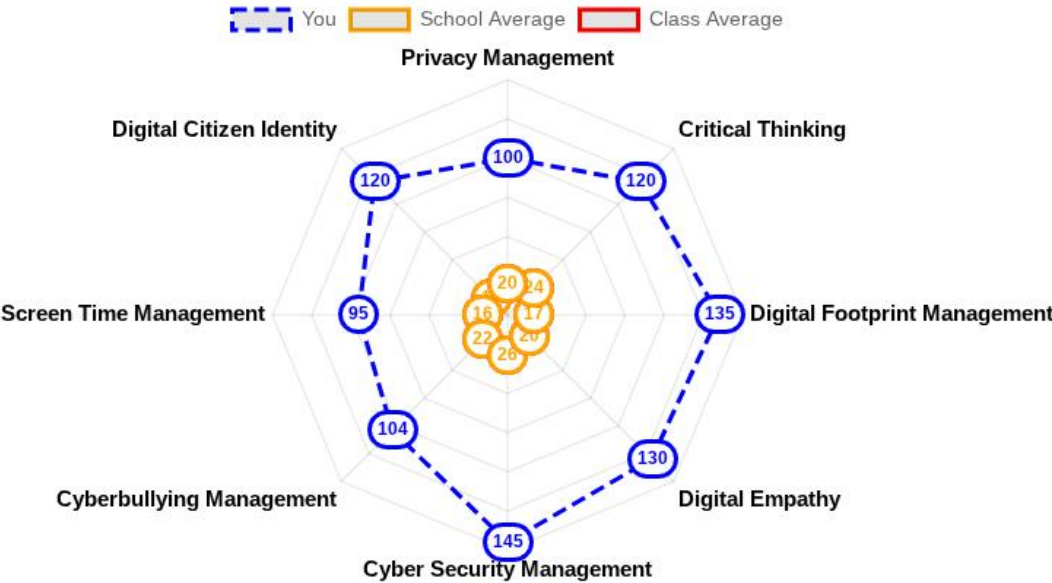 You School Average Class Average
Privacy Management
Digital Citizen Identity Critical Thinking
100
120 120
20
24
Screen Time Management 95 16 17 135 Digital Footprint Management
22 20
26
104
130
Cyberbullying Management Digital Empathy
145
Cyber Security Management